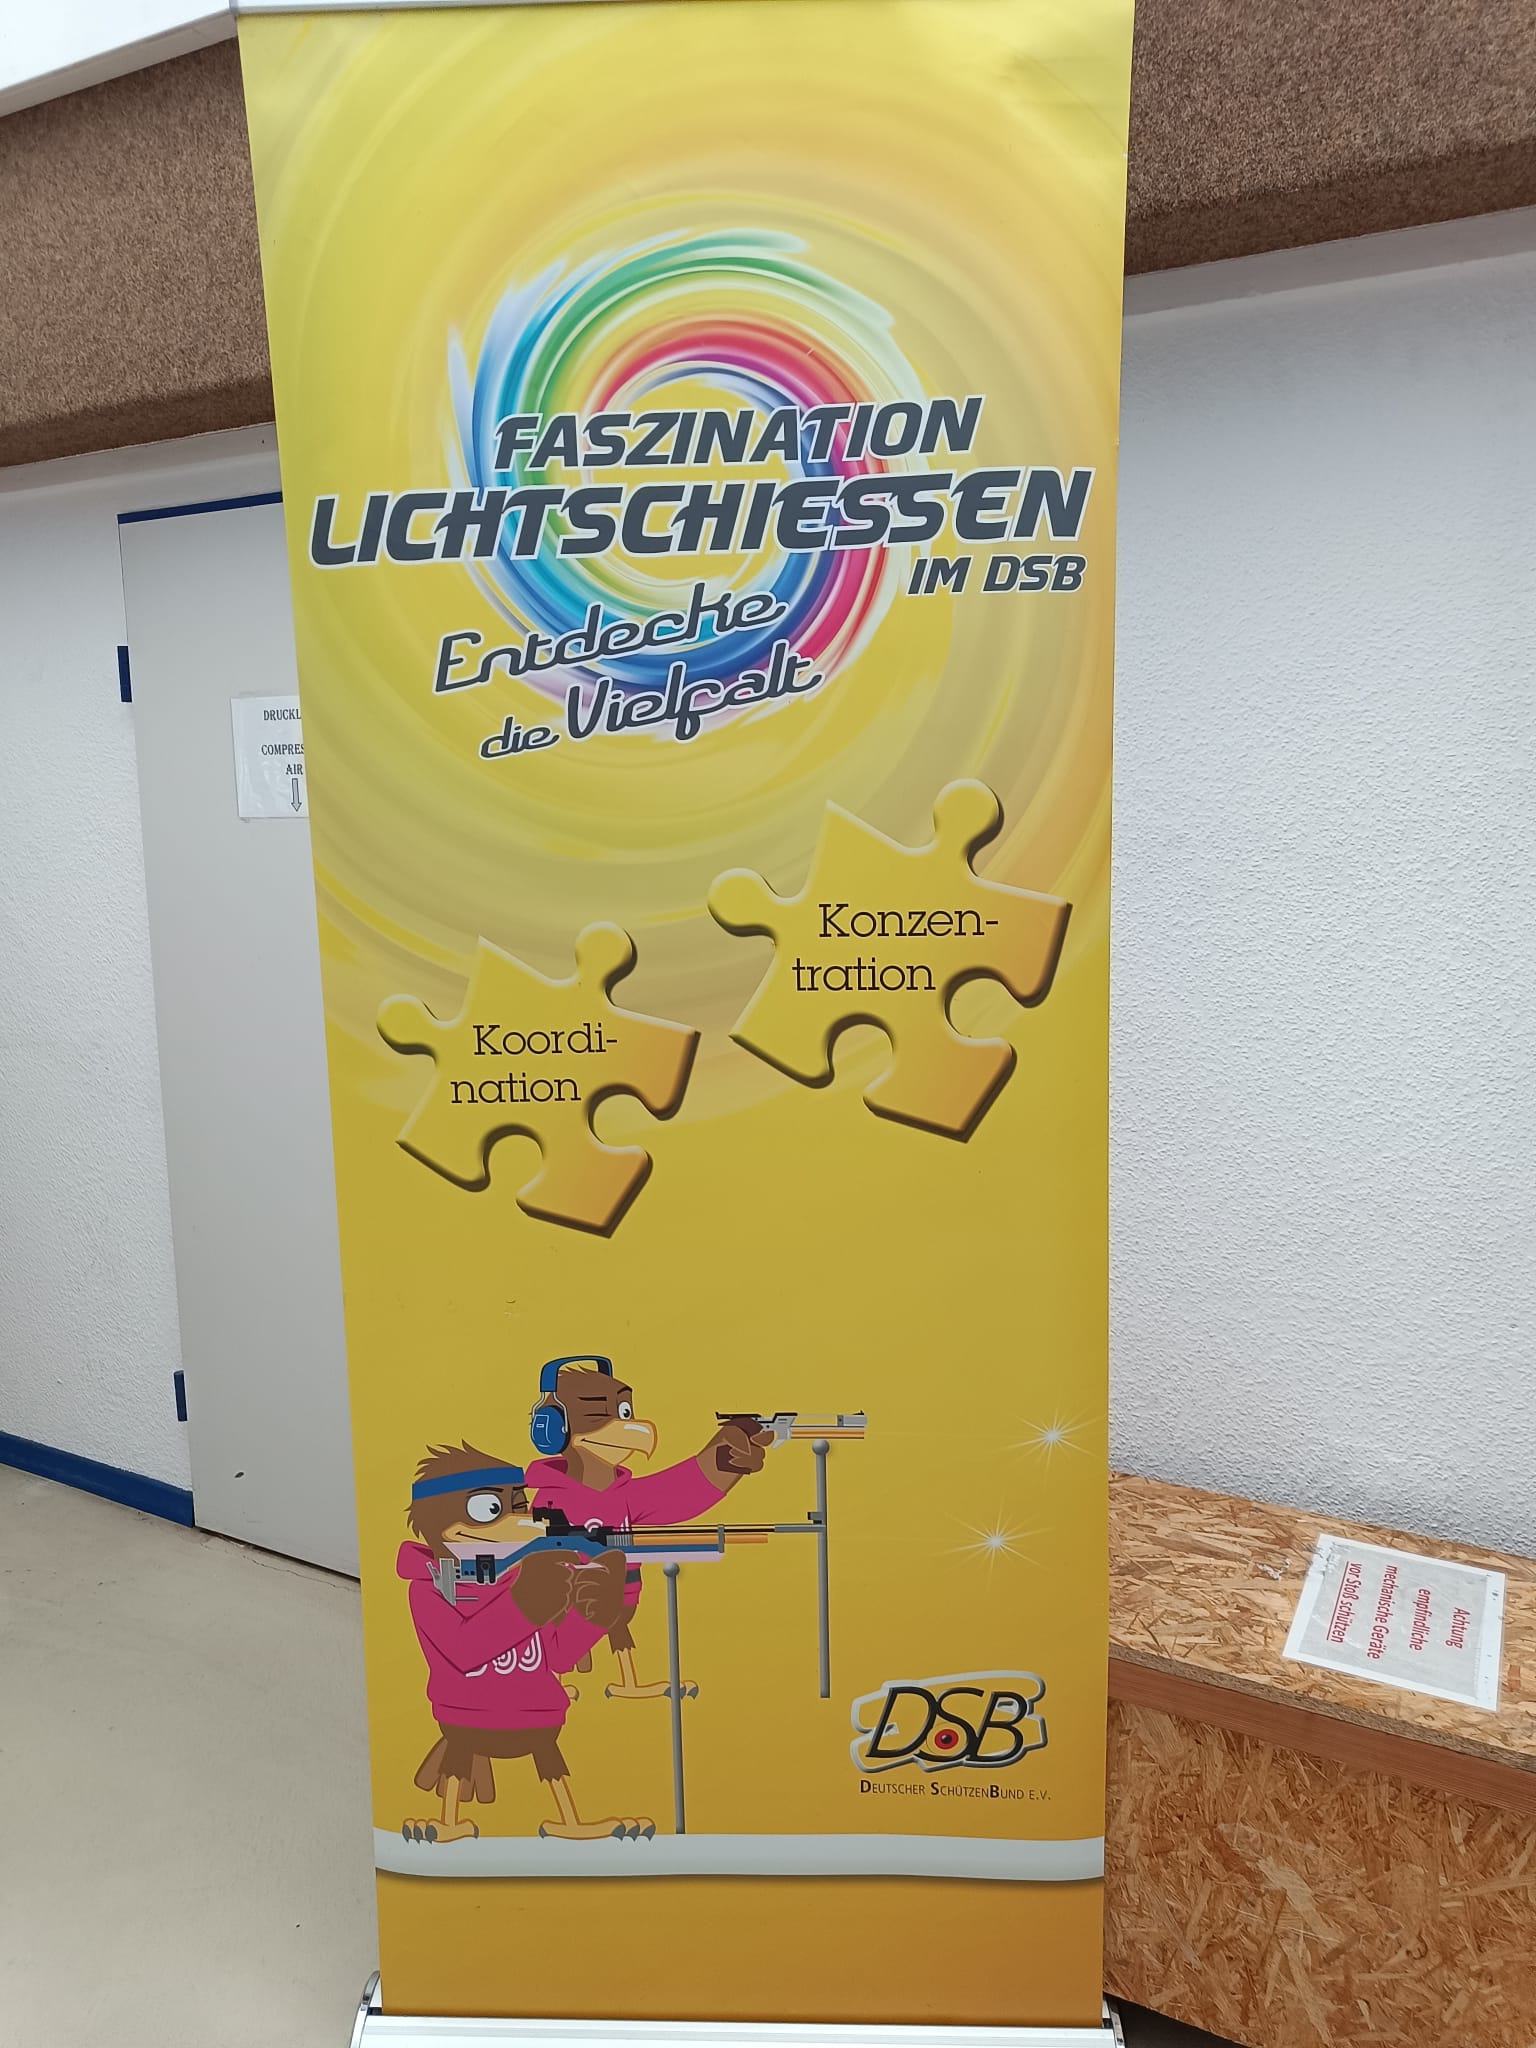 FASZINATION
LICHTSCHIESSEN
IM DSB
Entdecke
die Vielfalt
DRUCKL
COMPRES
AIR
Konzen-
tration
Koordi-
nation
Achtung
empfindliche
mechanische Geräte
vor Stoß schützen
DSB
DEUTSCHER SCHÜTZENBUND E.V.